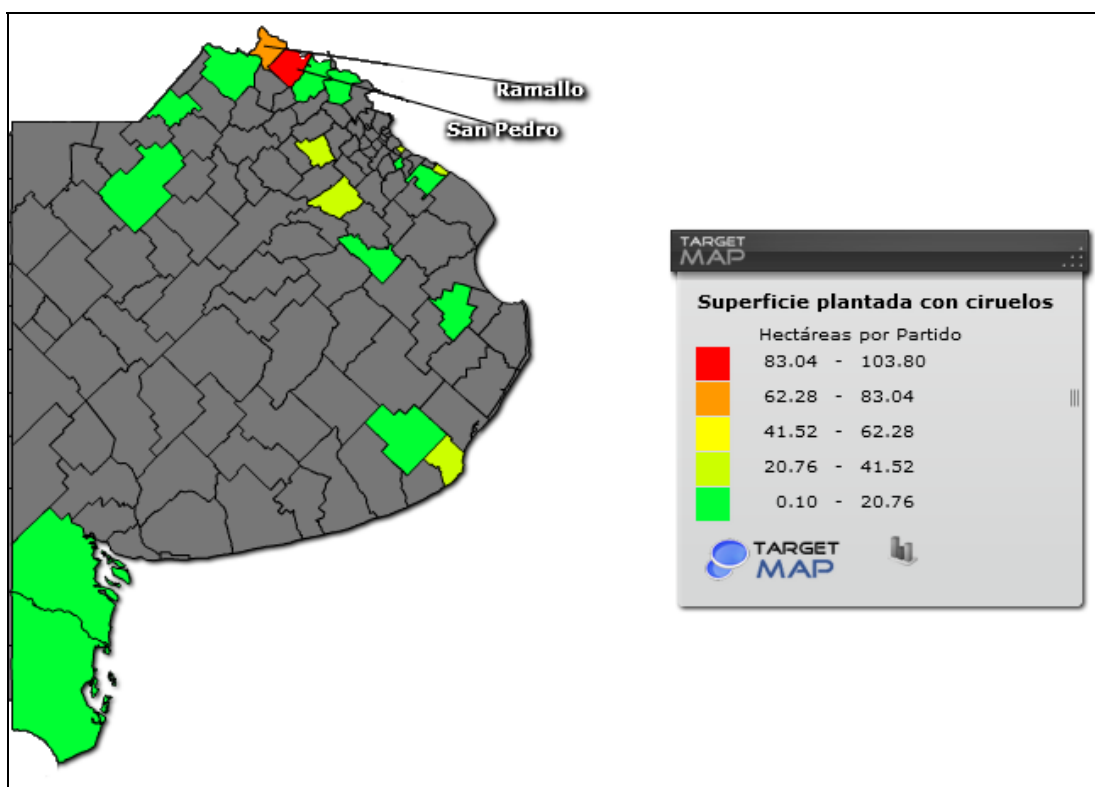 Ramallo
San Pedro
TARGET
MAP
Superficie plantada con ciruelos
Hectáreas por Partido
83.04 - 103.80
62.28 - 83.04
41.52 - 62.28
20.76 - 41.52
0.10 - 20.76
TARGET
MAP